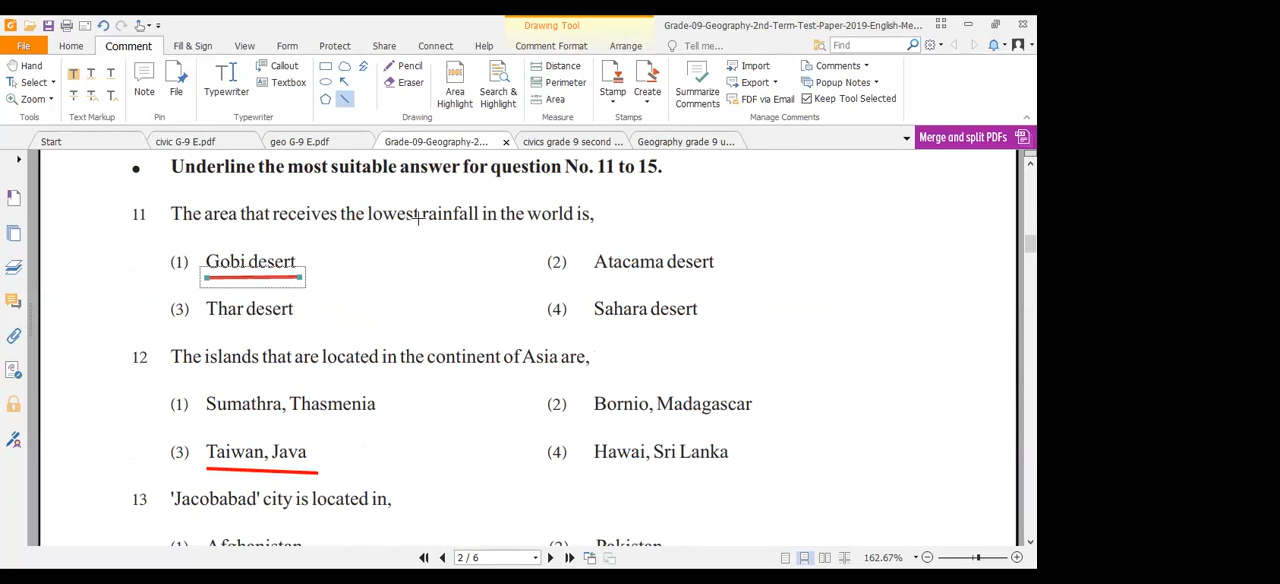 Drawing Tool
Grade-09-Geography-2nd-Term-Test-Paper-2019-English-Me...
File Home Comment Fill & Sign View Form Protect Share Connect Help Comment Format Arrange Tell me... Find
Hand
Select
Zoom
Tools
Text Markup
Note
File
Pin
Typewriter
Callout
Textbox
Typewriter
Pencil
Eraser
Drawing
Area Highlight
Search & Highlight
Distance
Perimeter
Area
Measure
Stamp
Create
Stamps
Summarize Comments
Import
Export
FDF via Email
Comments
Popup Notes
Keep Tool Selected
Manage Comments
Start civic G-9 E.pdf geo G-9 E.pdf Grade-09-Geography-2... civics grade 9 second ... Geography grade 9 u... Merge and split PDFs
• Underline the most suitable answer for question No. 11 to 15.
11 The area that receives the lowest rainfall in the world is,
(1) Gobi desert (2) Atacama desert
(3) Thar desert (4) Sahara desert
12 The islands that are located in the continent of Asia are,
(1) Sumathra, Thasmenia (2) Bornio, Madagascar
(3) Taiwan, Java (4) Hawai, Sri Lanka
13 'Jacobabad' city is located in,
(1) Afghanistan (2) Pakistan
2 / 6 162.67%